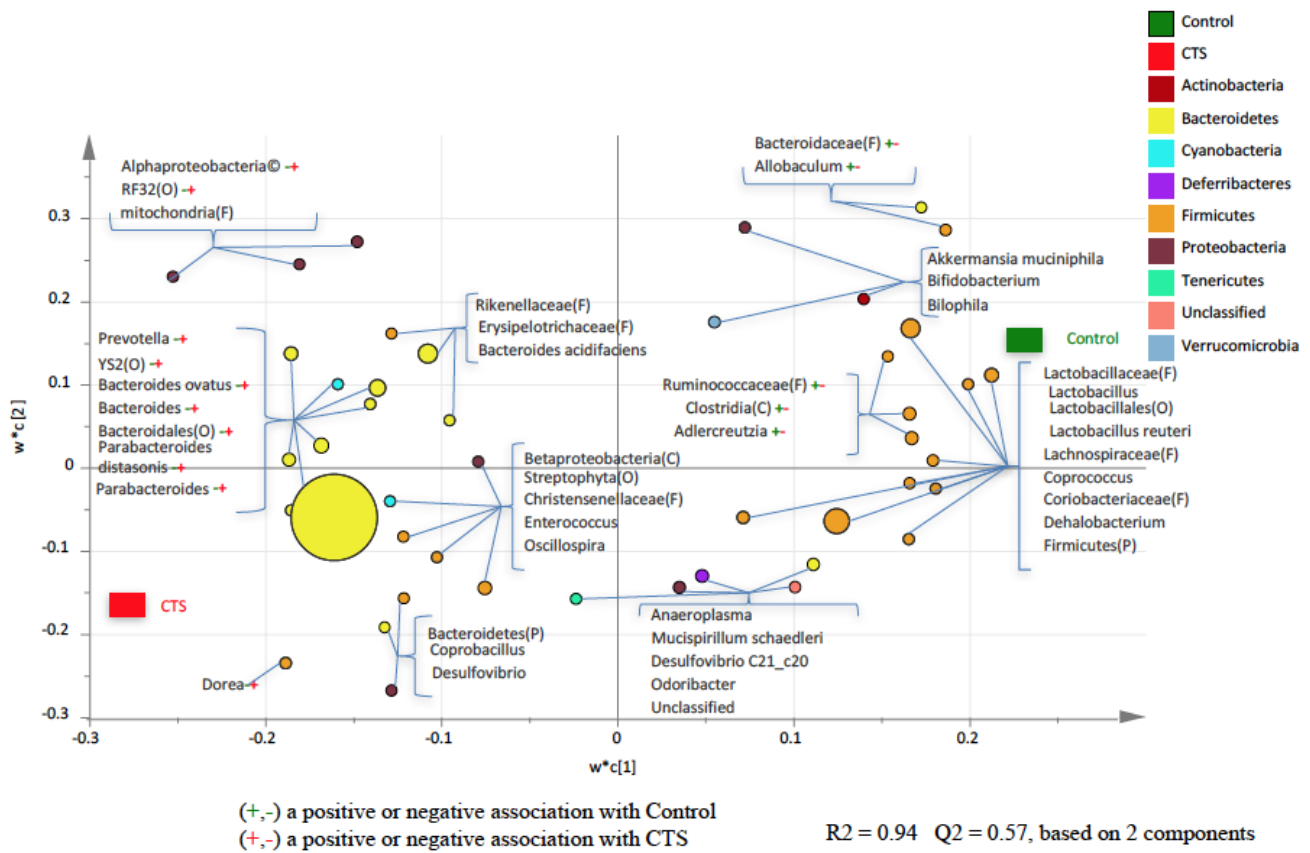 Control
CTS
Actinobacteria
Bacteroidetes
Cyanobacteria
Deferribacteres
Firmicutes
Proteobacteria
Tenericutes
Unclassified
Verrucomicrobia
Bacteroidaceae(F) +-
Allobaculum +-
Alphaproteobacteria© -+
RF32(O) -+
mitochondria(F)
Akkermansia muciniphila
Bifidobacterium
Bilophila
Rikenellaceae(F)
Erysipelotrichaceae(F)
Bacteroides acidifaciens
Prevotella -+
YS2(O) -+
Bacteroides ovatus -+
Bacteroides -+
Bacteroidales(O) -+
Parabacteroides
distasonis -+
Parabacteroides -+
Control
Ruminococcaceae(F) +-
Clostridia(C) +-
Adlercreutzia +-
Lactobacillaceae(F)
Lactobacillus
Lactobacillales(O)
Lactobacillus reuteri
Lachnospiraceae(F)
Coprococcus
Coriobacteriaceae(F)
Dehalobacterium
Firmicutes(P)
Betaproteobacteria(C)
Streptophyta(O)
Christensenellaceae(F)
Enterococcus
Oscillospira
CTS
Bacteroidetes(P)
Coprobacillus
Desulfovibrio
Dorea-+
Anaeroplasma
Mucispirillum schaedleri
Desulfovibrio C21_c20
Odoribacter
Unclassified
w*c[2]
0.3
0.2
0.1
0
-0.1
-0.2
-0.3
-0.3
-0.2
-0.1
0
0.1
0.2
w*c[1]
(+,-) a positive or negative association with Control
(+,-) a positive or negative association with CTS
R2 = 0.94 Q2 = 0.57, based on 2 components